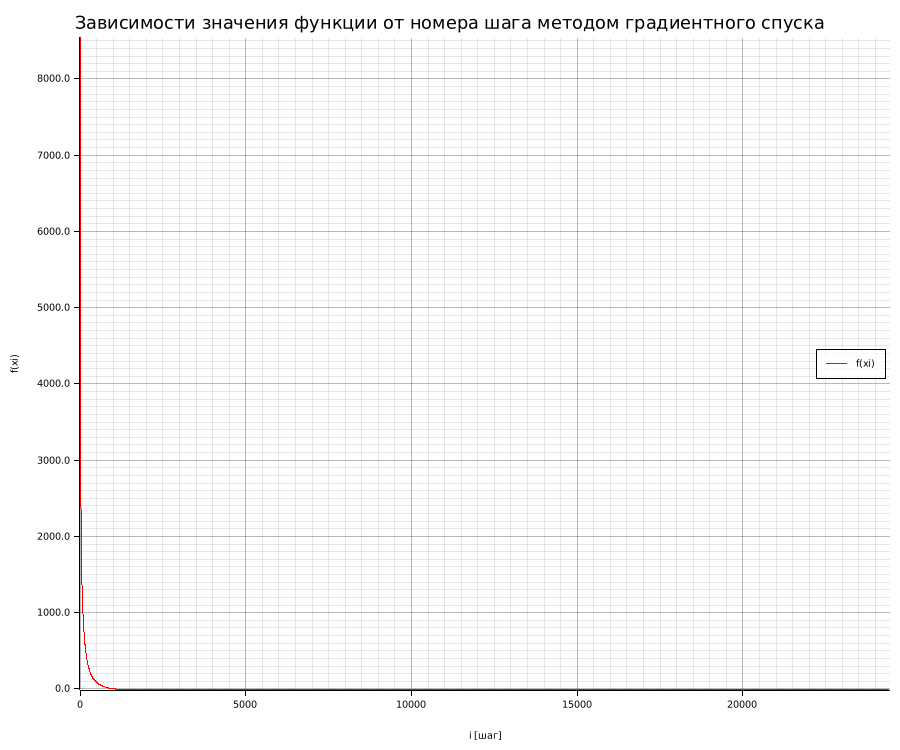 Зависимости значения функции от номера шага методом градиентного спуска
8000.0
7000.0
6000.0
5000.0
4000.0
3000.0
2000.0
1000.0
0.0
f(xi)
f(xi)
0 5000 10000 15000 20000
i [шаг]